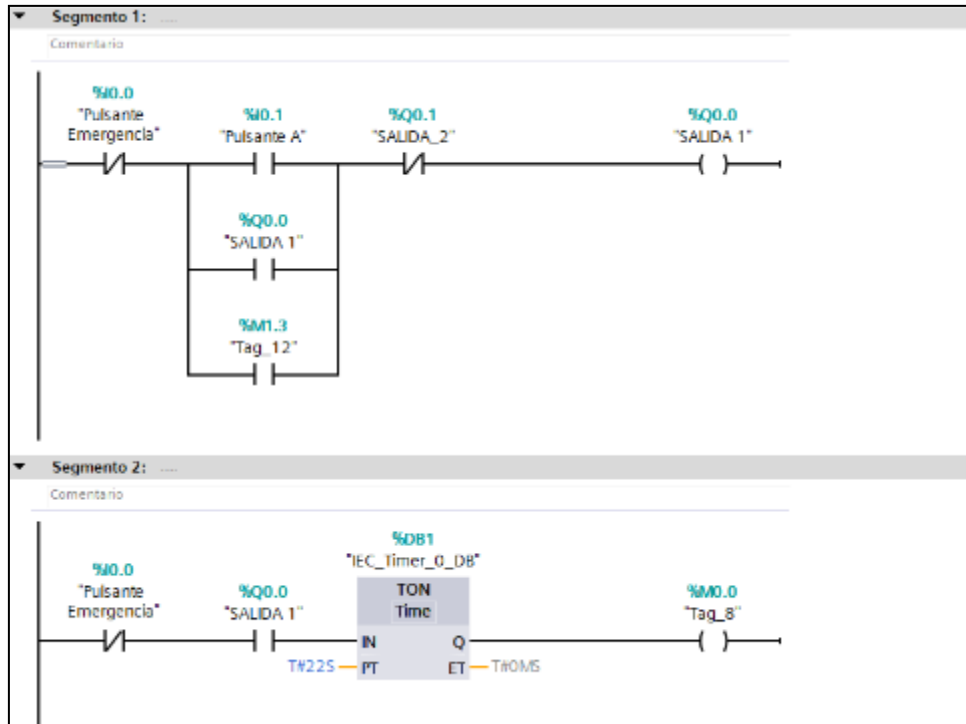 Segmento 1: ....
Comentario
%I0.0
"Pulsante
Emergencia"
%I0.1
"Pulsante A"
%Q0.1
"SALIDA_2"
%Q0.0
"SALIDA 1"
%Q0.0
"SALIDA 1"
%M1.3
"Tag_12"
Segmento 2: ....
Comentario
%I0.0
"Pulsante
Emergencia"
%Q0.0
"SALIDA 1"
%DB1
"IEC_Timer_0_DB"
TON
Time
IN
Q
T#22S
PT
ET
T#0MS
%M0.0
"Tag_8"